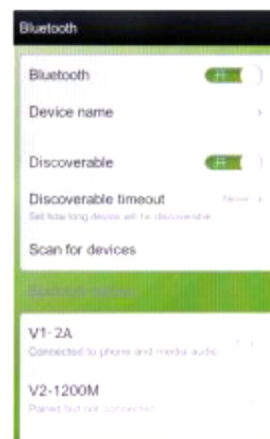 Bluetooth
Bluetooth
Device name
Discoverable
Discoverable timeout
Never
Set how long device will be discoverable
Scan for devices
V1-2A
Connected to phone and media audio
V2-1200M
Paired but not connected